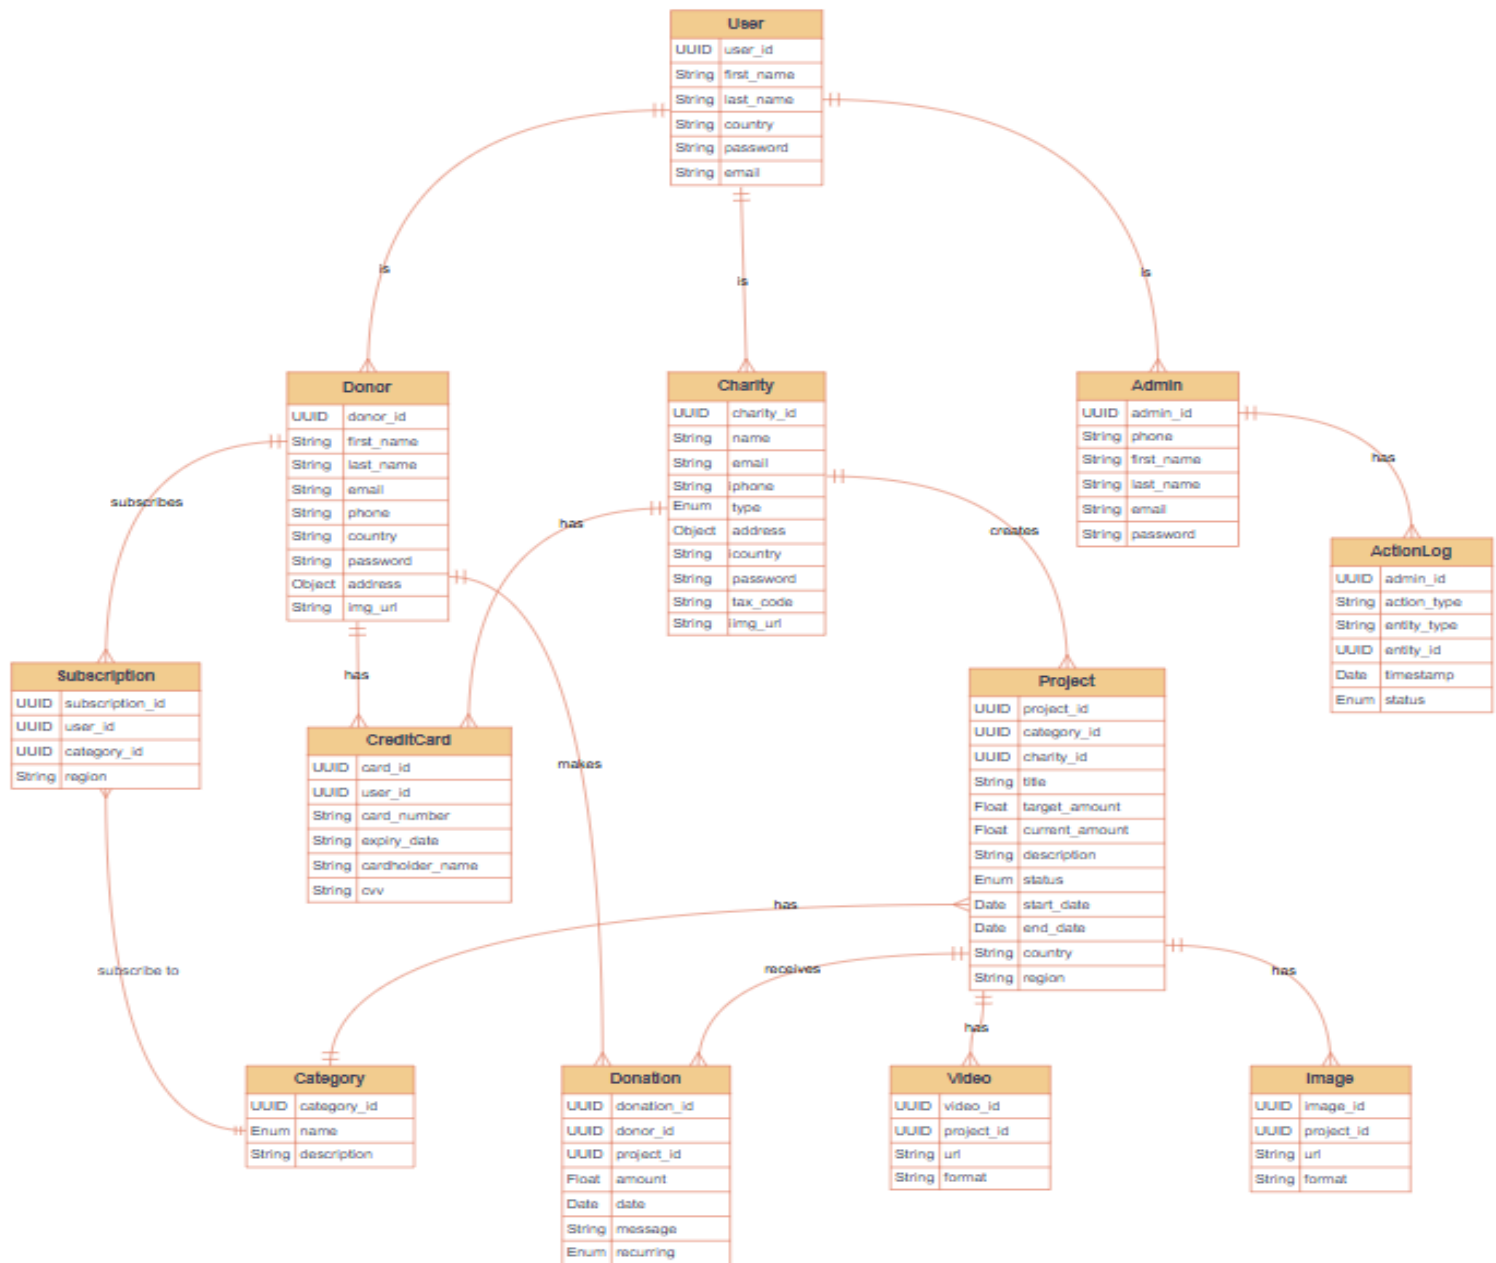 User
UUID user_id
String first_name
String last_name
String country
String password
String email
is
is
is
Donor
UUID donor_id
String first_name
String last_name
String email
String phone
String country
String password
Object address
String img_url
Charity
UUID charity_id
String name
String email
String iphone
Enum type
Object address
String icountry
String password
String tax_code
String iimg_url
Admin
UUID admin_id
String phone
String first_name
String last_name
String email
String password
has
ActionLog
UUID admin_id
String action_type
String entity_type
UUID entity_id
Date timestamp
Enum status
subscribes
has
creates
has
Subscription
UUID subscription_id
UUID user_id
UUID category_id
String region
CreditCard
UUID card_id
UUID user_id
String card_number
String expiry_date
String cardholder_name
String cvv
makes
Project
UUID project_id
UUID category_id
UUID charity_id
String title
Float target_amount
Float current_amount
String description
Enum status
Date start_date
Date end_date
String country
String region
has
subscribe to
receives
has
has
Category
UUID category_id
Enum name
String description
Donation
UUID donation_id
UUID donor_id
UUID project_id
Float amount
Date date
String message
Enum recurring
Video
UUID video_id
UUID project_id
String url
String format
Image
UUID image_id
UUID project_id
String url
String format